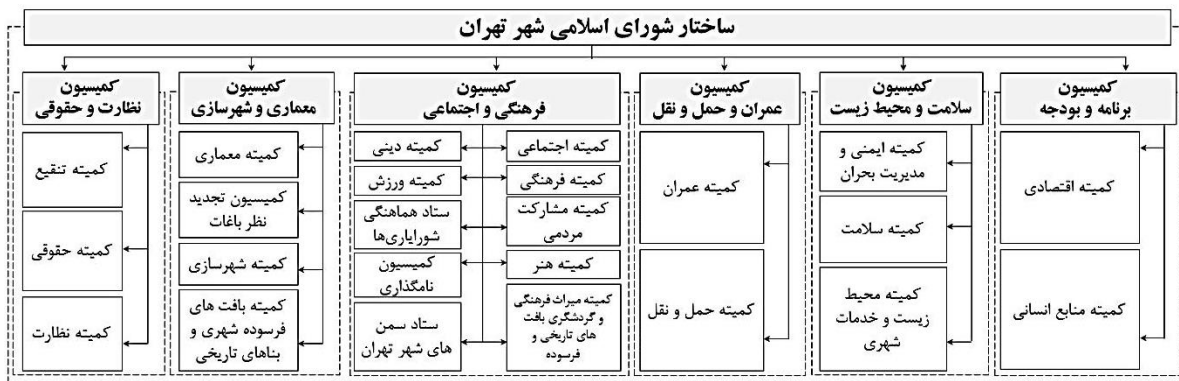 ساختار شورای اسلامی شهر تهران
کمیسیون
برنامه و بودجه
کمیته اقتصادی
کمیته منابع انسانی
کمیسیون
سلامت و محیط زیست
کمیته ایمنی و
مدیریت بحران
کمیته سلامت
کمیته محیط
زیست و خدمات
شهری
کمیسیون
عمران و حمل و نقل
کمیته عمران
کمیته حمل و نقل
کمیسیون
فرهنگی و اجتماعی
کمیته اجتماعی
کمیته فرهنگی
کمیته مشارکت
مردمی
کمیته هنر
کمیته میراث فرهنگی
و گردشگری بافت
های تاریخی و
فرسوده
کمیته دینی
کمیته ورزش
ستاد هماهنگی
شورایاری‌ها
کمیسیون
نامگذاری
ستاد سمن
های شهر تهران
کمیسیون
معماری و شهرسازی
کمیته معماری
کمیسیون تجدید
نظر باغات
کمیته شهرسازی
کمیته بافت های
فرسوده شهری و
بناهای تاریخی
کمیسیون
نظارت و حقوقی
کمیته تنقیع
کمیته حقوقی
کمیته نظارت